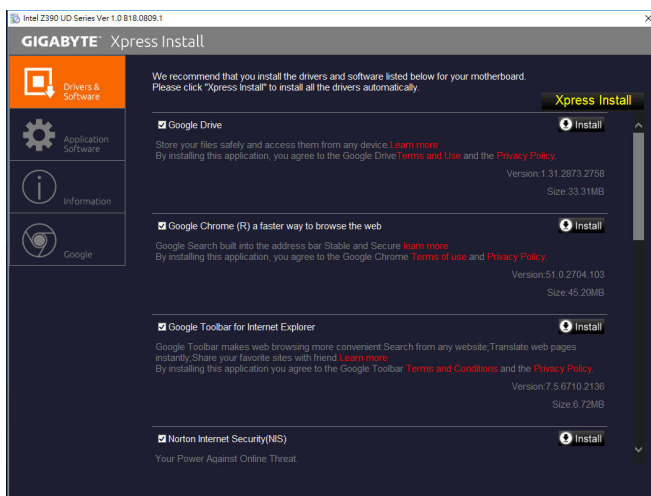 Intel Z390 UD Series Ver 1.0 B18.0809.1
GIGABYTE™ Xpress Install
Drivers &
Software
Application
Software
Information
Google
We recommend that you install the drivers and software listed below for your motherboard.
Please click "Xpress Install" to install all the drivers automatically.
Xpress Install
Google Drive
Install
Store your files safely and access them from any device.Learn more
By installing this application, you agree to the Google DriveTerms and Use and the Privacy Policy.
Version:1.31.2873.2758
Size:33.31MB
Google Chrome (R) a faster way to browse the web
Install
Google Search built into the address bar Stable and Secure learn more
By installing this application, you agree to the Google Chrome Terms of use and Privacy Policy.
Version:51.0.2704.103
Size:45.20MB
Google Toolbar for Internet Explorer
Install
Google Toolbar makes web browsing more convenient.Search from any website;Translate web pages
instantly;Share your favorite sites with friend.Learn more
By installing this application you agree to the Google Toolbar Terms and Conditions and the Privacy Policy.
Version:7.5.6710.2136
Size:6.72MB
Norton Internet Security(NIS)
Install
Your Power Against Online Threat.